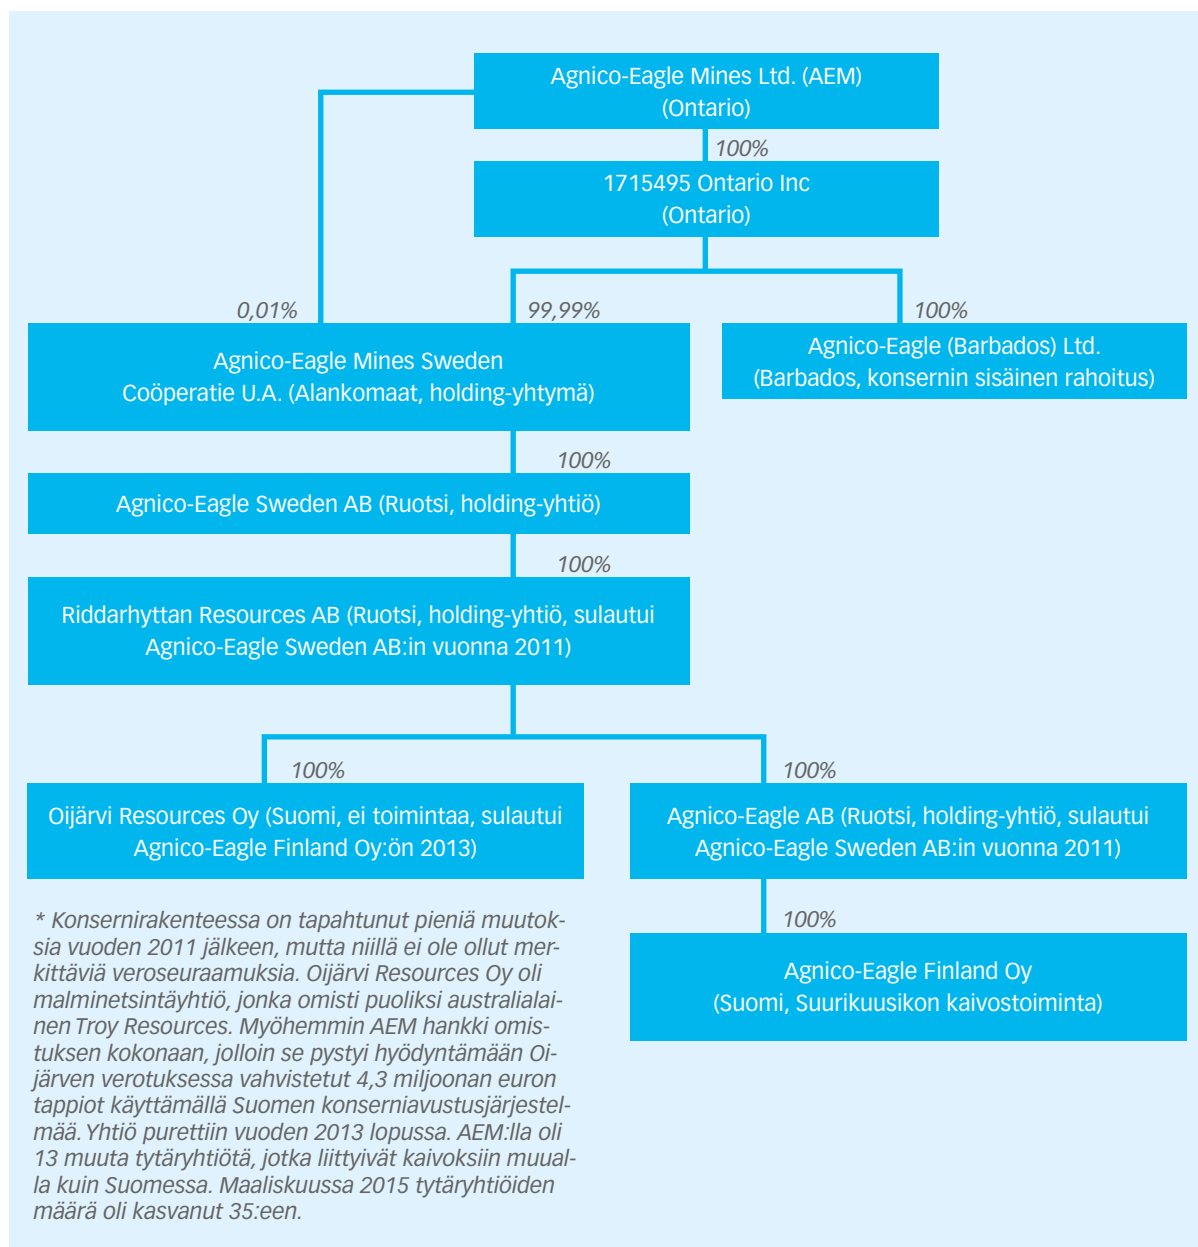 Agnico-Eagle Mines Ltd. (AEM)
(Ontario)
100%
1715495 Ontario Inc
(Ontario)
0,01%
99,99%
100%
Agnico-Eagle Mines Sweden
Coöperatie U.A. (Alankomaat, holding-yhtymä)
Agnico-Eagle (Barbados) Ltd.
(Barbados, konsernin sisäinen rahoitus)
100%
Agnico-Eagle Sweden AB (Ruotsi, holding-yhtiö)
100%
Riddarhyttan Resources AB (Ruotsi, holding-yhtiö, sulautui
Agnico-Eagle Sweden AB:in vuonna 2011)
100%
100%
Oijärvi Resources Oy (Suomi, ei toimintaa, sulautui
Agnico-Eagle Finland Oy:ön 2013)
Agnico-Eagle AB (Ruotsi, holding-yhtiö, sulautui
Agnico-Eagle Sweden AB:in vuonna 2011)
100%
Agnico-Eagle Finland Oy
(Suomi, Suurikuusikon kaivostoiminta)
* Konsernirakenteessa on tapahtunut pieniä muutok-
sia vuoden 2011 jälkeen, mutta niillä ei ole ollut mer-
kittäviä veroseuraamuksia. Oijärvi Resources Oy oli
malminetsintäyhtiö, jonka omisti puoliksi australialai-
nen Troy Resources. Myöhemmin AEM hankki omis-
tuksen kokonaan, jolloin se pystyi hyödyntämään Oi-
järven verotuksessa vahvistetut 4,3 miljoonan euron
tappiot käyttämällä Suomen konserniavustusjärjestel-
mää. Yhtiö purettiin vuoden 2013 lopussa. AEM:lla oli
13 muuta tytäryhtiötä, jotka liittyivät kaivoksiin muual-
la kuin Suomessa. Maaliskuussa 2015 tytäryhtiöiden
määrä oli kasvanut 35:een.